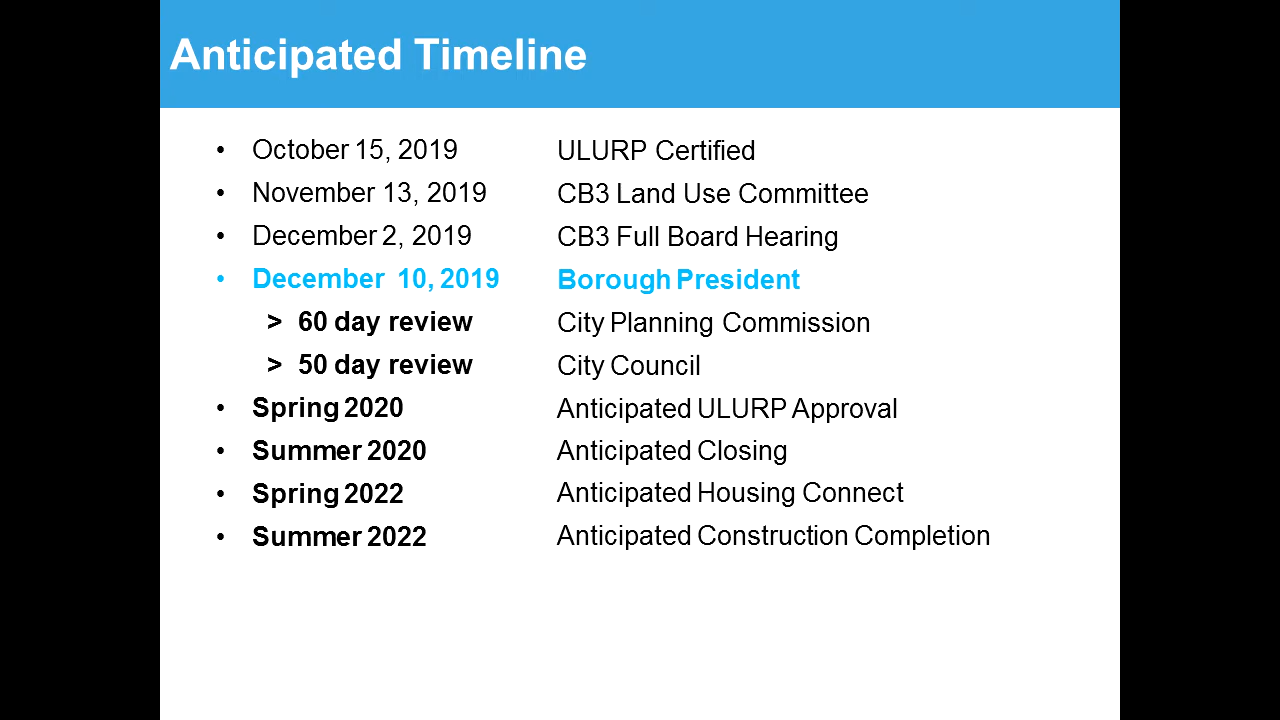 Anticipated Timeline
• October 15, 2019 ULURP Certified
• November 13, 2019 CB3 Land Use Committee
• December 2, 2019 CB3 Full Board Hearing
• December 10, 2019 Borough President
> 60 day review City Planning Commission
> 50 day review City Council
• Spring 2020 Anticipated ULURP Approval
• Summer 2020 Anticipated Closing
• Spring 2022 Anticipated Housing Connect
• Summer 2022 Anticipated Construction Completion